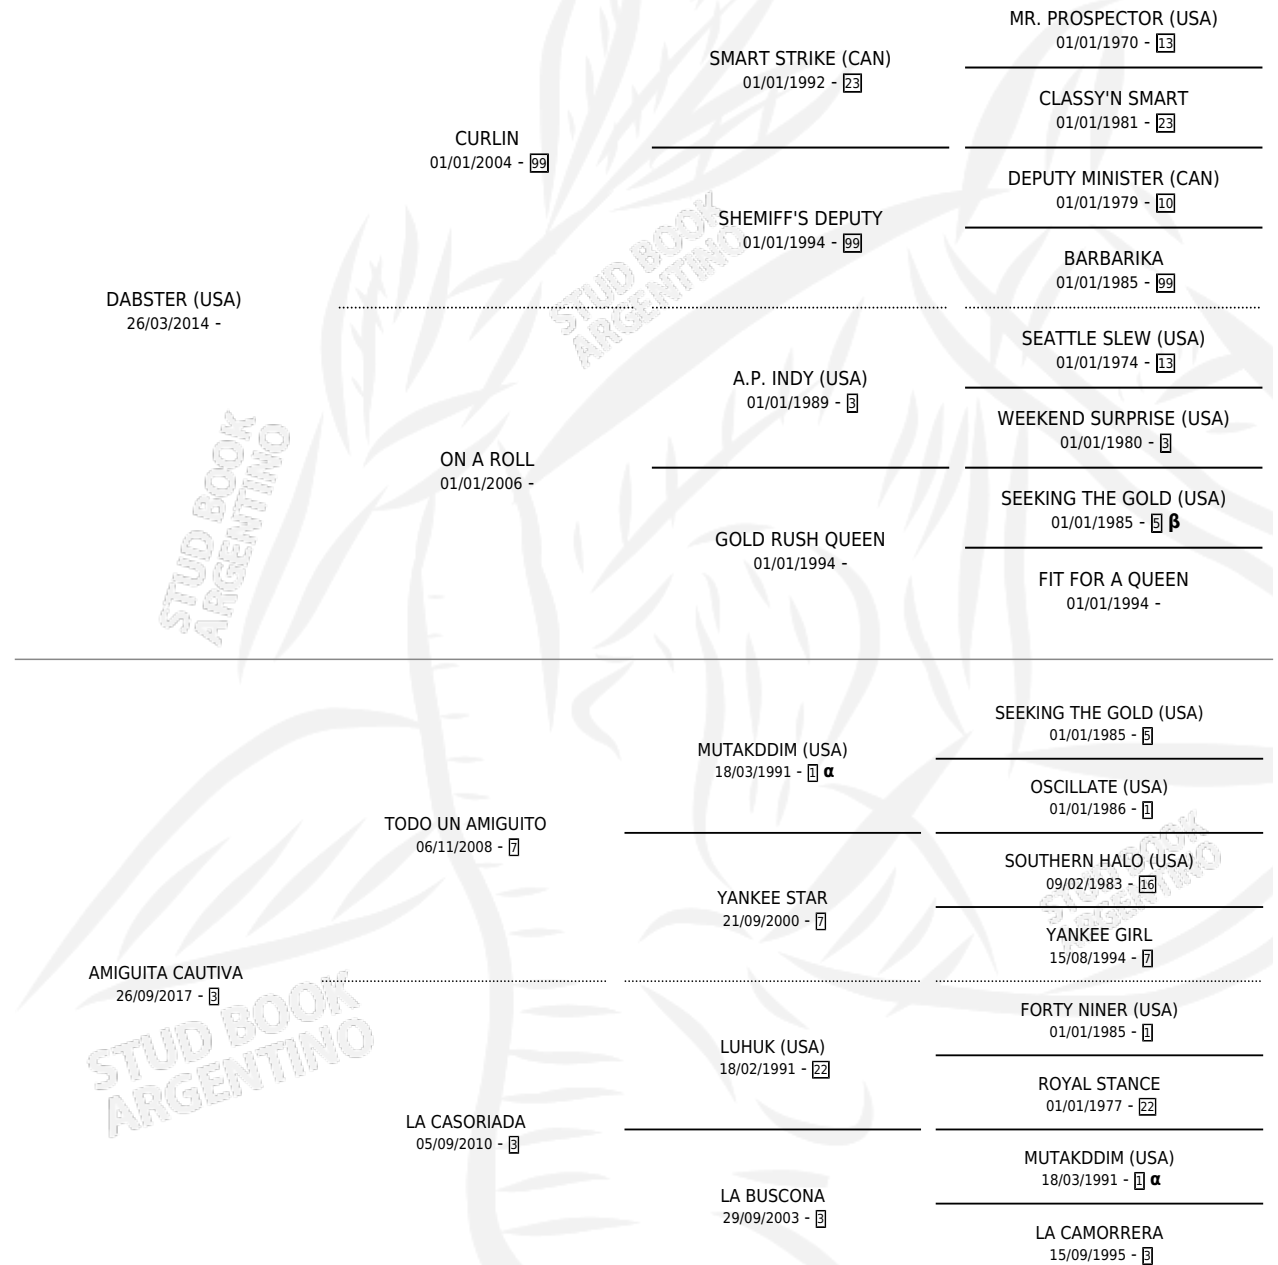 MR. PROSPECTOR (USA)
01/01/1970 - 13
SMART STRIKE (CAN)
01/01/1992 - 23
CLASSY'N SMART
01/01/1981 - 23
CURLIN
01/01/2004 - 99
DEPUTY MINISTER (CAN)
01/01/1979 - 10
SHEMIFF'S DEPUTY
01/01/1994 - 99
BARBARIKA
01/01/1985 - 99
DABSTER (USA)
26/03/2014 -
SEATTLE SLEW (USA)
01/01/1974 - 13
A.P. INDY (USA)
01/01/1989 - 3
WEEKEND SURPRISE (USA)
01/01/1980 - 3
ON A ROLL
01/01/2006 -
SEEKING THE GOLD (USA)
01/01/1985 - 5 β
GOLD RUSH QUEEN
01/01/1994 -
FIT FOR A QUEEN
01/01/1994 -
SEEKING THE GOLD (USA)
01/01/1985 - 5
MUTAKDDIM (USA)
18/03/1991 - 1 α
OSCILLATE (USA)
01/01/1986 - 1
TODO UN AMIGUITO
06/11/2008 - 7
SOUTHERN HALO (USA)
09/02/1983 - 16
YANKEE STAR
21/09/2000 - 7
YANKEE GIRL
15/08/1994 - 7
AMIGUITA CAUTIVA
26/09/2017 - 3
FORTY NINER (USA)
01/01/1985 - 1
LUHUK (USA)
18/02/1991 - 22
ROYAL STANCE
01/01/1977 - 22
LA CASORIADA
05/09/2010 - 3
MUTAKDDIM (USA)
18/03/1991 - 1 α
LA BUSCONA
29/09/2003 - 3
LA CAMORRERA
15/09/1995 - 3
STUD BOOK
ARGENTINO
STUD BOOK
ARGENTINO
STUD BOOK
ARGENTINO
STUD BOOK
ARGENTINO